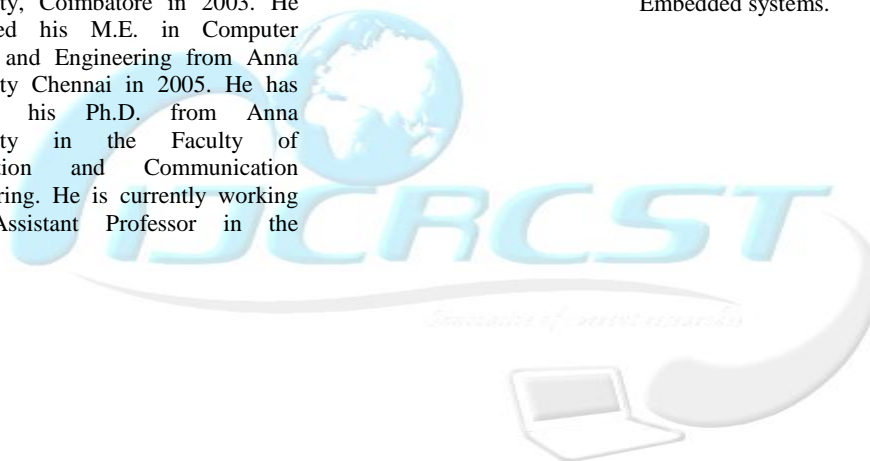 ty, Coimbatore in 2003. He
ed his M.E. in Computer
and Engineering from Anna
ty Chennai in 2005. He has
his Ph.D. from Anna
ty in the Faculty of
tion and Communication
ring. He is currently working
Assistant Professor in the
Embedded systems.
IJCRCST